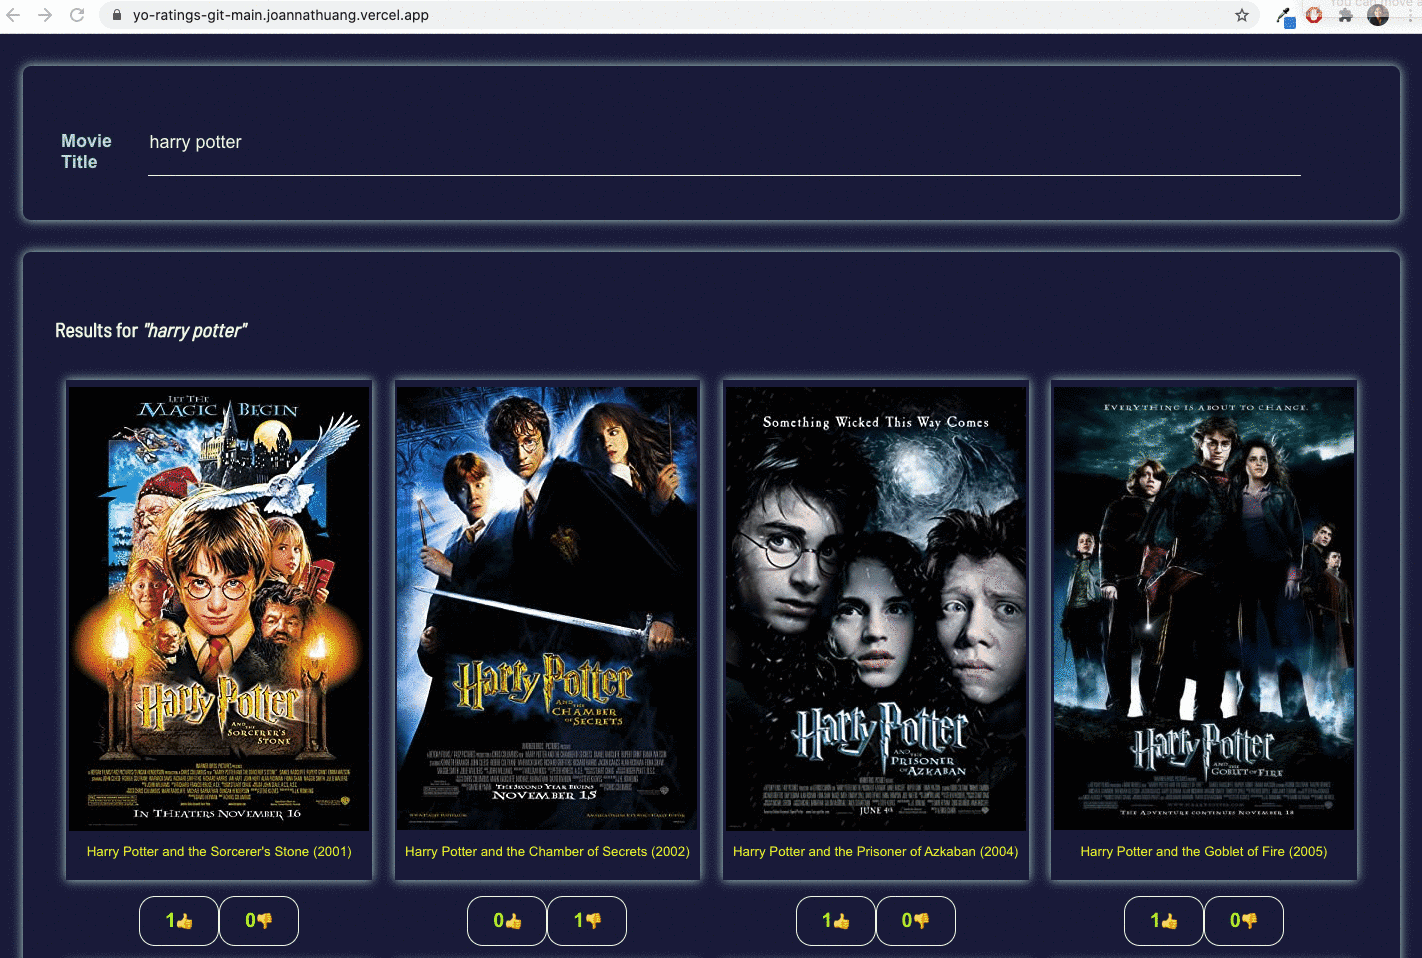 You can move a
yo-ratings-git-main.joannathuang.vercel.app
Movie
Title
harry potter
Results for "harry potter"
LET THE
MAGIC BEGIN
Harry Potter
AND THE
SORCERER'S
STONE
IN THEATERS NOVEMBER 16
Harry Potter and the Sorcerer's Stone (2001)
1👍 0👎
Harry Potter
AND THE
CHAMBER
OF SECRETS
THE SECOND YEAR BEGINS
NOVEMBER 15
Harry Potter and the Chamber of Secrets (2002)
0👍 1👎
Something Wicked This Way Comes
Harry Potter
AND THE
PRISONER
OF AZKABAN
JUNE 4TH
Harry Potter and the Prisoner of Azkaban (2004)
1👍 0👎
EVERYTHING IS ABOUT TO CHANGE.
Harry Potter
AND THE
GOBLET OF FIRE
THE ADVENTURE CONTINUES NOVEMBER 18
Harry Potter and the Goblet of Fire (2005)
1👍 0👎